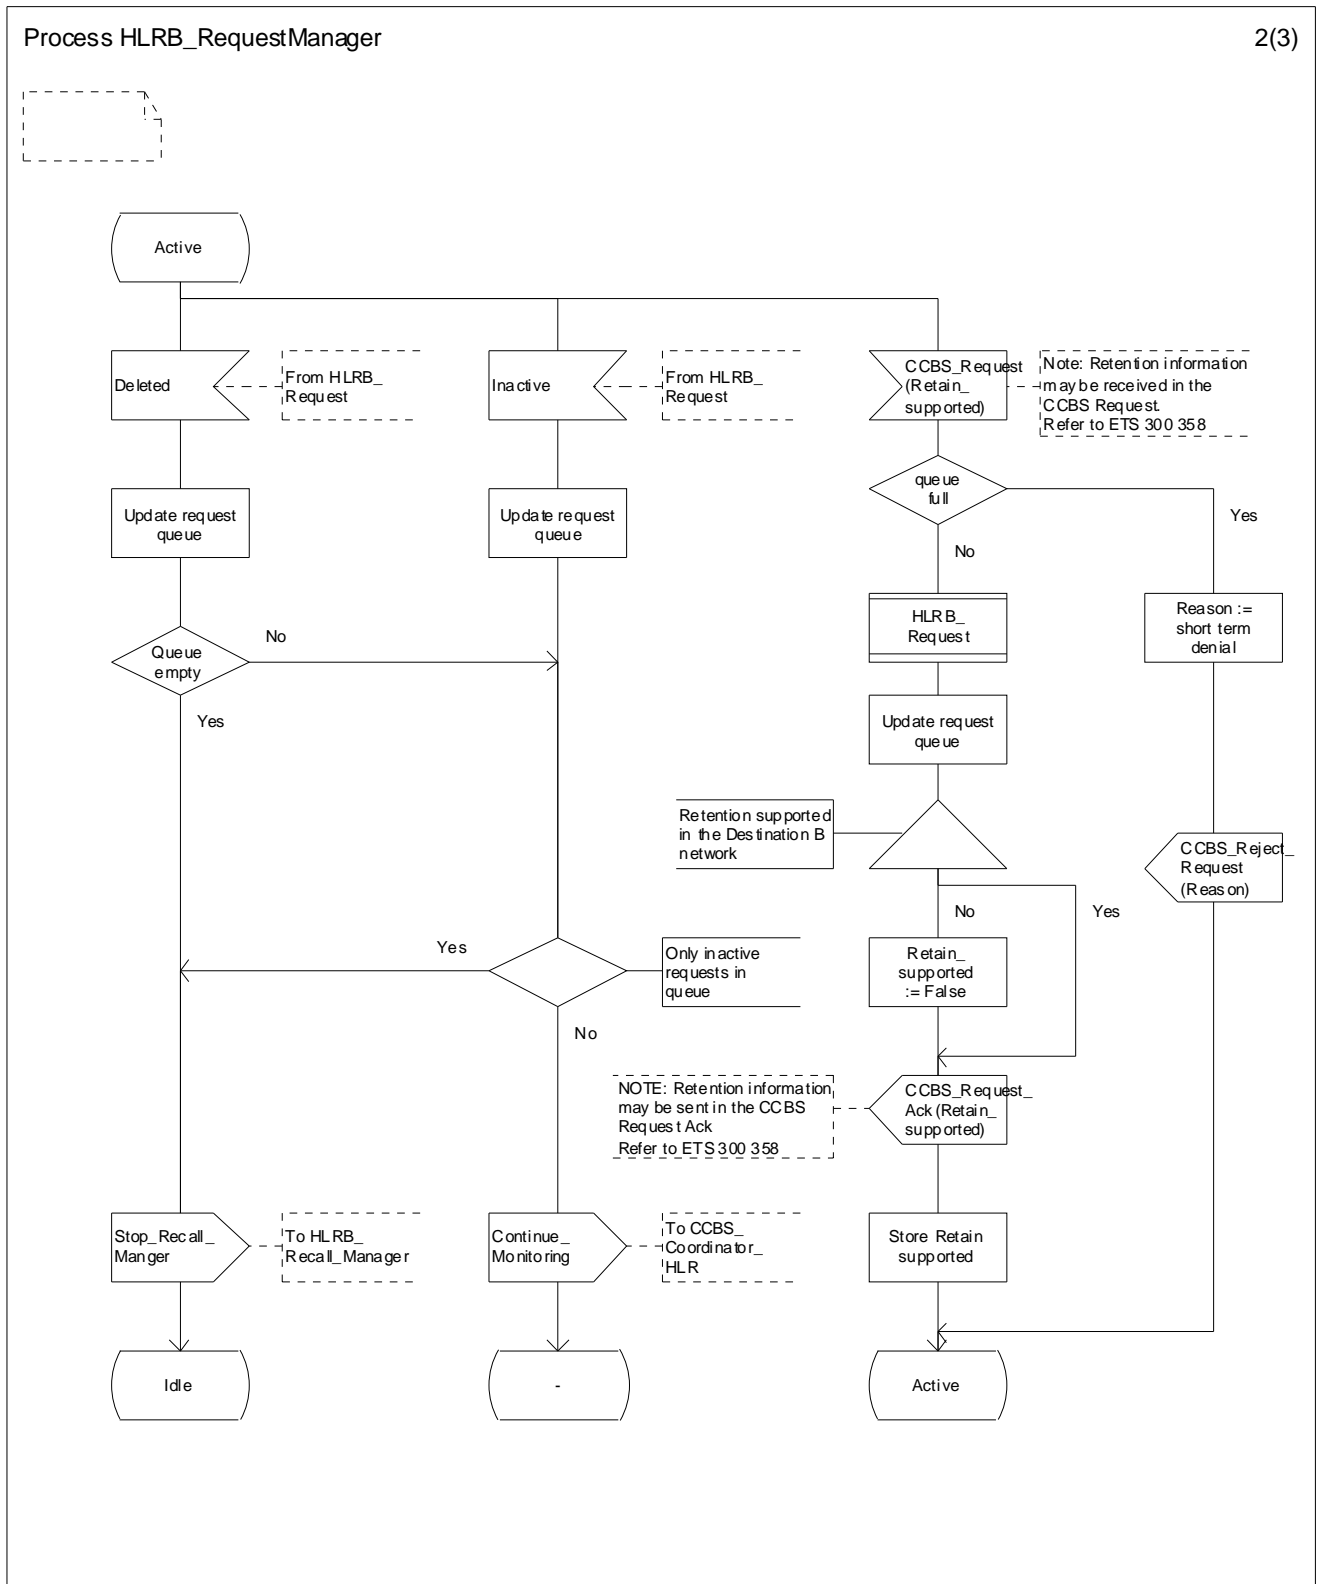 Process HLRB_RequestManager
2(3)
Active
Deleted
From HLRB_
Request
Inactive
From HLRB_
Request
CCBS_Request
(Retain_
supported)
Note: Retention information
may be received in the
CCBS Request.
Refer to ETS 300 358
Update request
queue
Update request
queue
queue
full
Yes
No
HLRB_
Request
Reason :=
short term
denial
Queue
empty
No
Yes
Update request
queue
Retention supported
in the Destination B
network
CCBS_Reject_
Request
(Reason)
No
Yes
Yes
Only inactive
requests in
queue
Retain_
supported
:= False
No
NOTE: Retention information
may be sent in the CCBS
Request Ack
Refer to ETS 300 358
CCBS_Request_
Ack (Retain_
supported)
Stop_Recall_
Manger
To HLRB_
Recall_Manager
Continue_
Monitoring
To CCBS_
Coordinator_
HLR
Store Retain
supported
Idle
-
Active